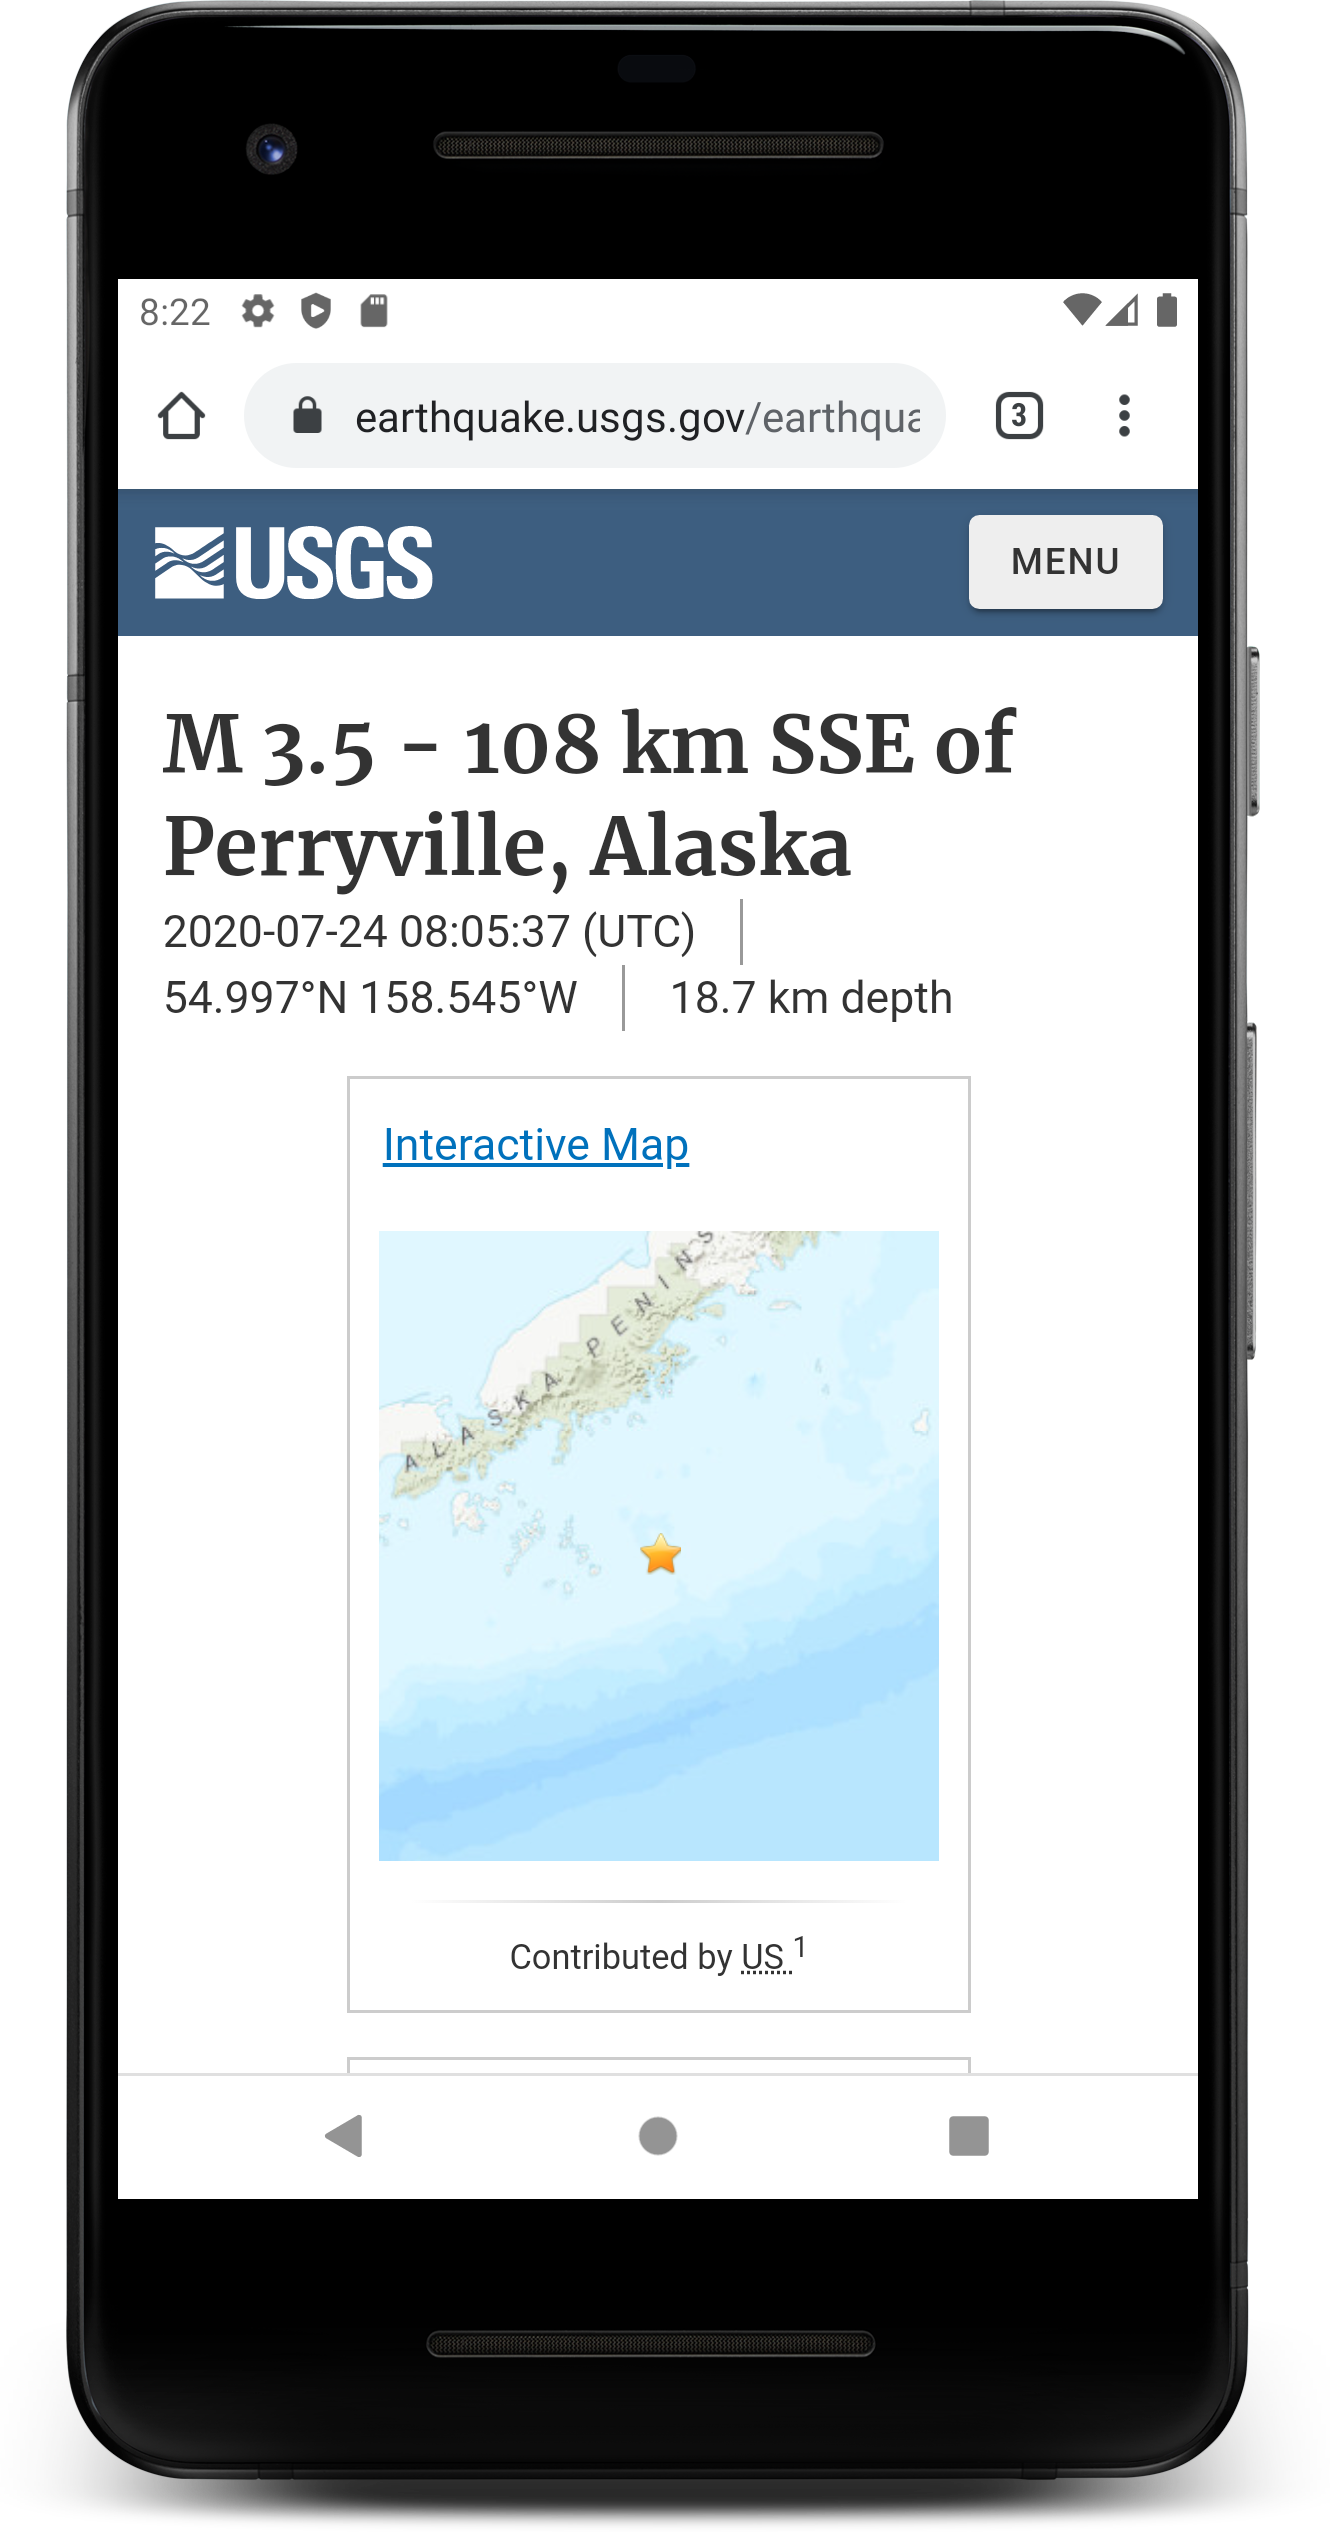 8:22
earthquake.usgs.gov/earthqua
3
USGS
MENU
M 3.5 - 108 km SSE of
Perryville, Alaska
2020-07-24 08:05:37 (UTC)
54.997°N 158.545°W
18.7 km depth
Interactive Map
ALASKA PENINS
Contributed by US 1